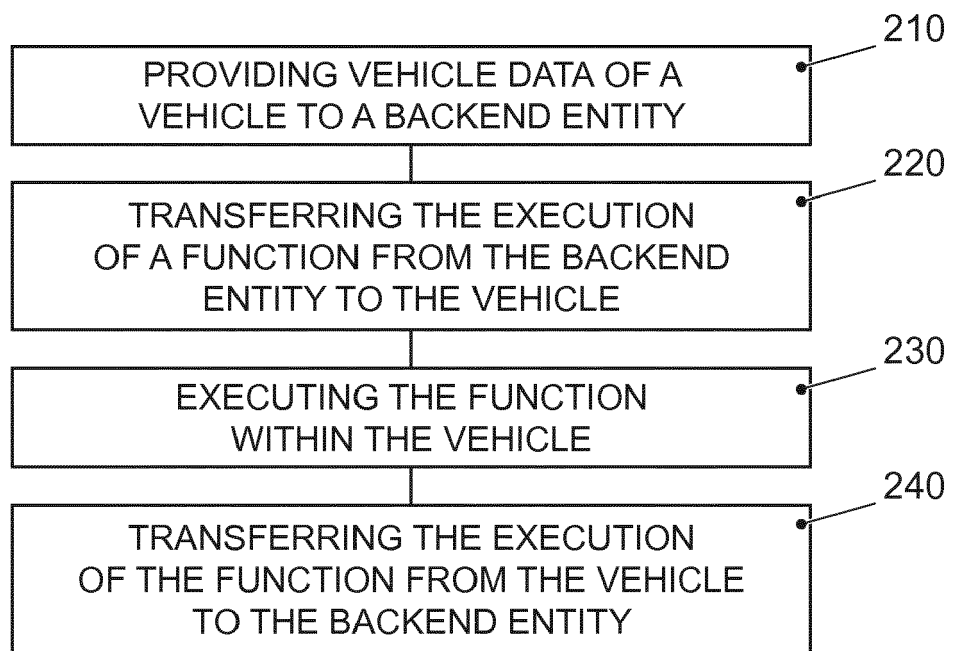 210
PROVIDING VEHICLE DATA OF A
VEHICLE TO A BACKEND ENTITY
220
TRANSFERRING THE EXECUTION
OF A FUNCTION FROM THE BACKEND
ENTITY TO THE VEHICLE
230
EXECUTING THE FUNCTION
WITHIN THE VEHICLE
240
TRANSFERRING THE EXECUTION
OF THE FUNCTION FROM THE VEHICLE
TO THE BACKEND ENTITY